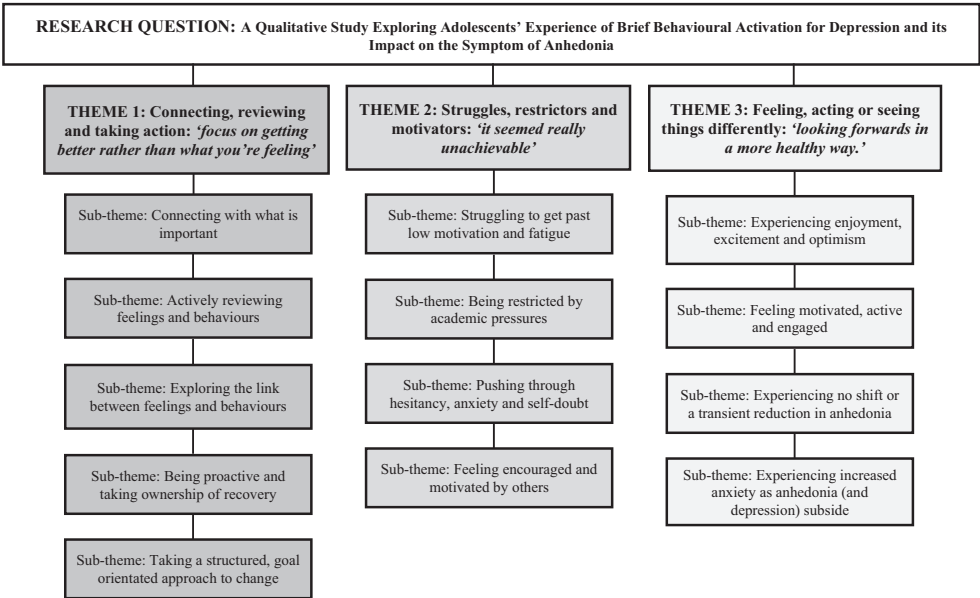 RESEARCH QUESTION: A Qualitative Study Exploring Adolescents’ Experience of Brief Behavioural Activation for Depression and its
Impact on the Symptom of Anhedonia
THEME 1: Connecting, reviewing
and taking action: ‘focus on getting
better rather than what you’re feeling’
Sub-theme: Connecting with what is
important
Sub-theme: Actively reviewing
feelings and behaviours
Sub-theme: Exploring the link
between feelings and behaviours
Sub-theme: Being proactive and
taking ownership of recovery
Sub-theme: Taking a structured, goal
orientated approach to change
THEME 2: Struggles, restrictors and
motivators: ‘it seemed really
unachievable’
Sub-theme: Struggling to get past
low motivation and fatigue
Sub-theme: Being restricted by
academic pressures
Sub-theme: Pushing through
hesitancy, anxiety and self-doubt
Sub-theme: Feeling encouraged and
motivated by others
THEME 3: Feeling, acting or seeing
things differently: ‘looking forwards in
a more healthy way.’
Sub-theme: Experiencing enjoyment,
excitement and optimism
Sub-theme: Feeling motivated, active
and engaged
Sub-theme: Experiencing no shift or
a transient reduction in anhedonia
Sub-theme: Experiencing increased
anxiety as anhedonia (and
depression) subside